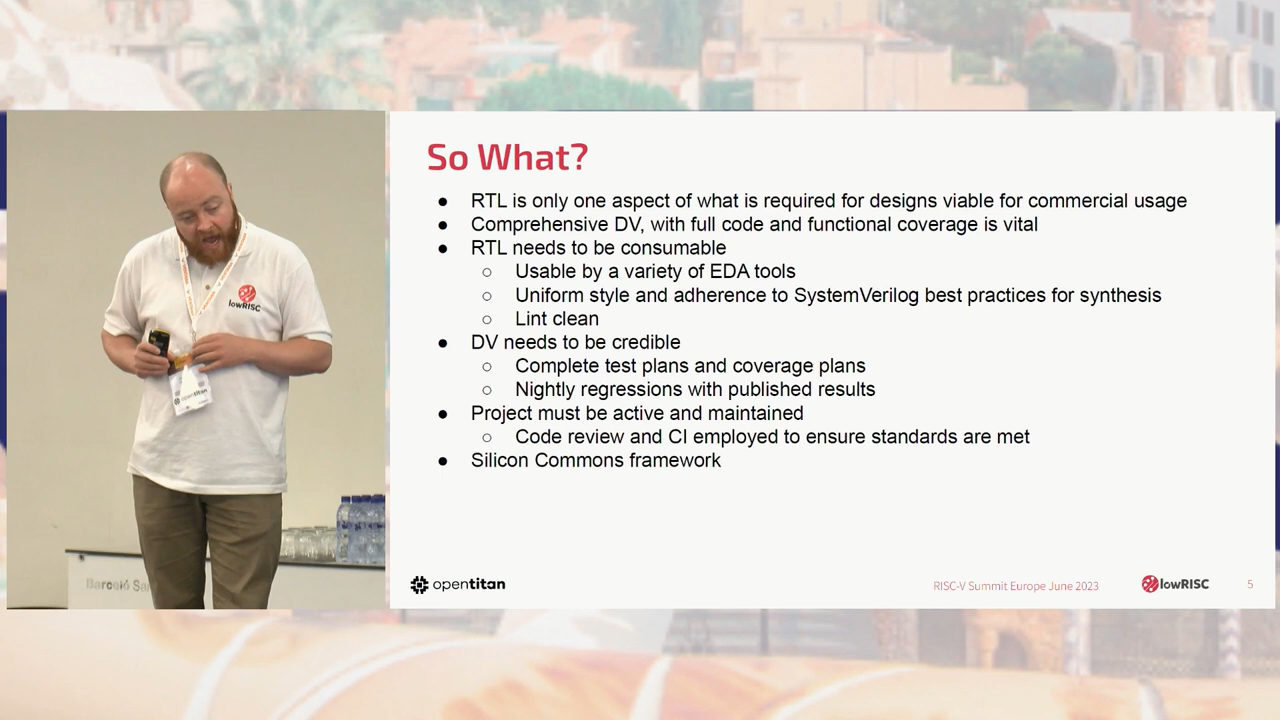 So What?
● RTL is only one aspect of what is required for designs viable for commercial usage
● Comprehensive DV, with full code and functional coverage is vital
● RTL needs to be consumable
○ Usable by a variety of EDA tools
○ Uniform style and adherence to SystemVerilog best practices for synthesis
○ Lint clean
● DV needs to be credible
○ Complete test plans and coverage plans
○ Nightly regressions with published results
● Project must be active and maintained
○ Code review and CI employed to ensure standards are met
● Silicon Commons framework
opentitan
RISC-V Summit Europe June 2023
lowRISC
5
lowRISC
opentitan
Barceló